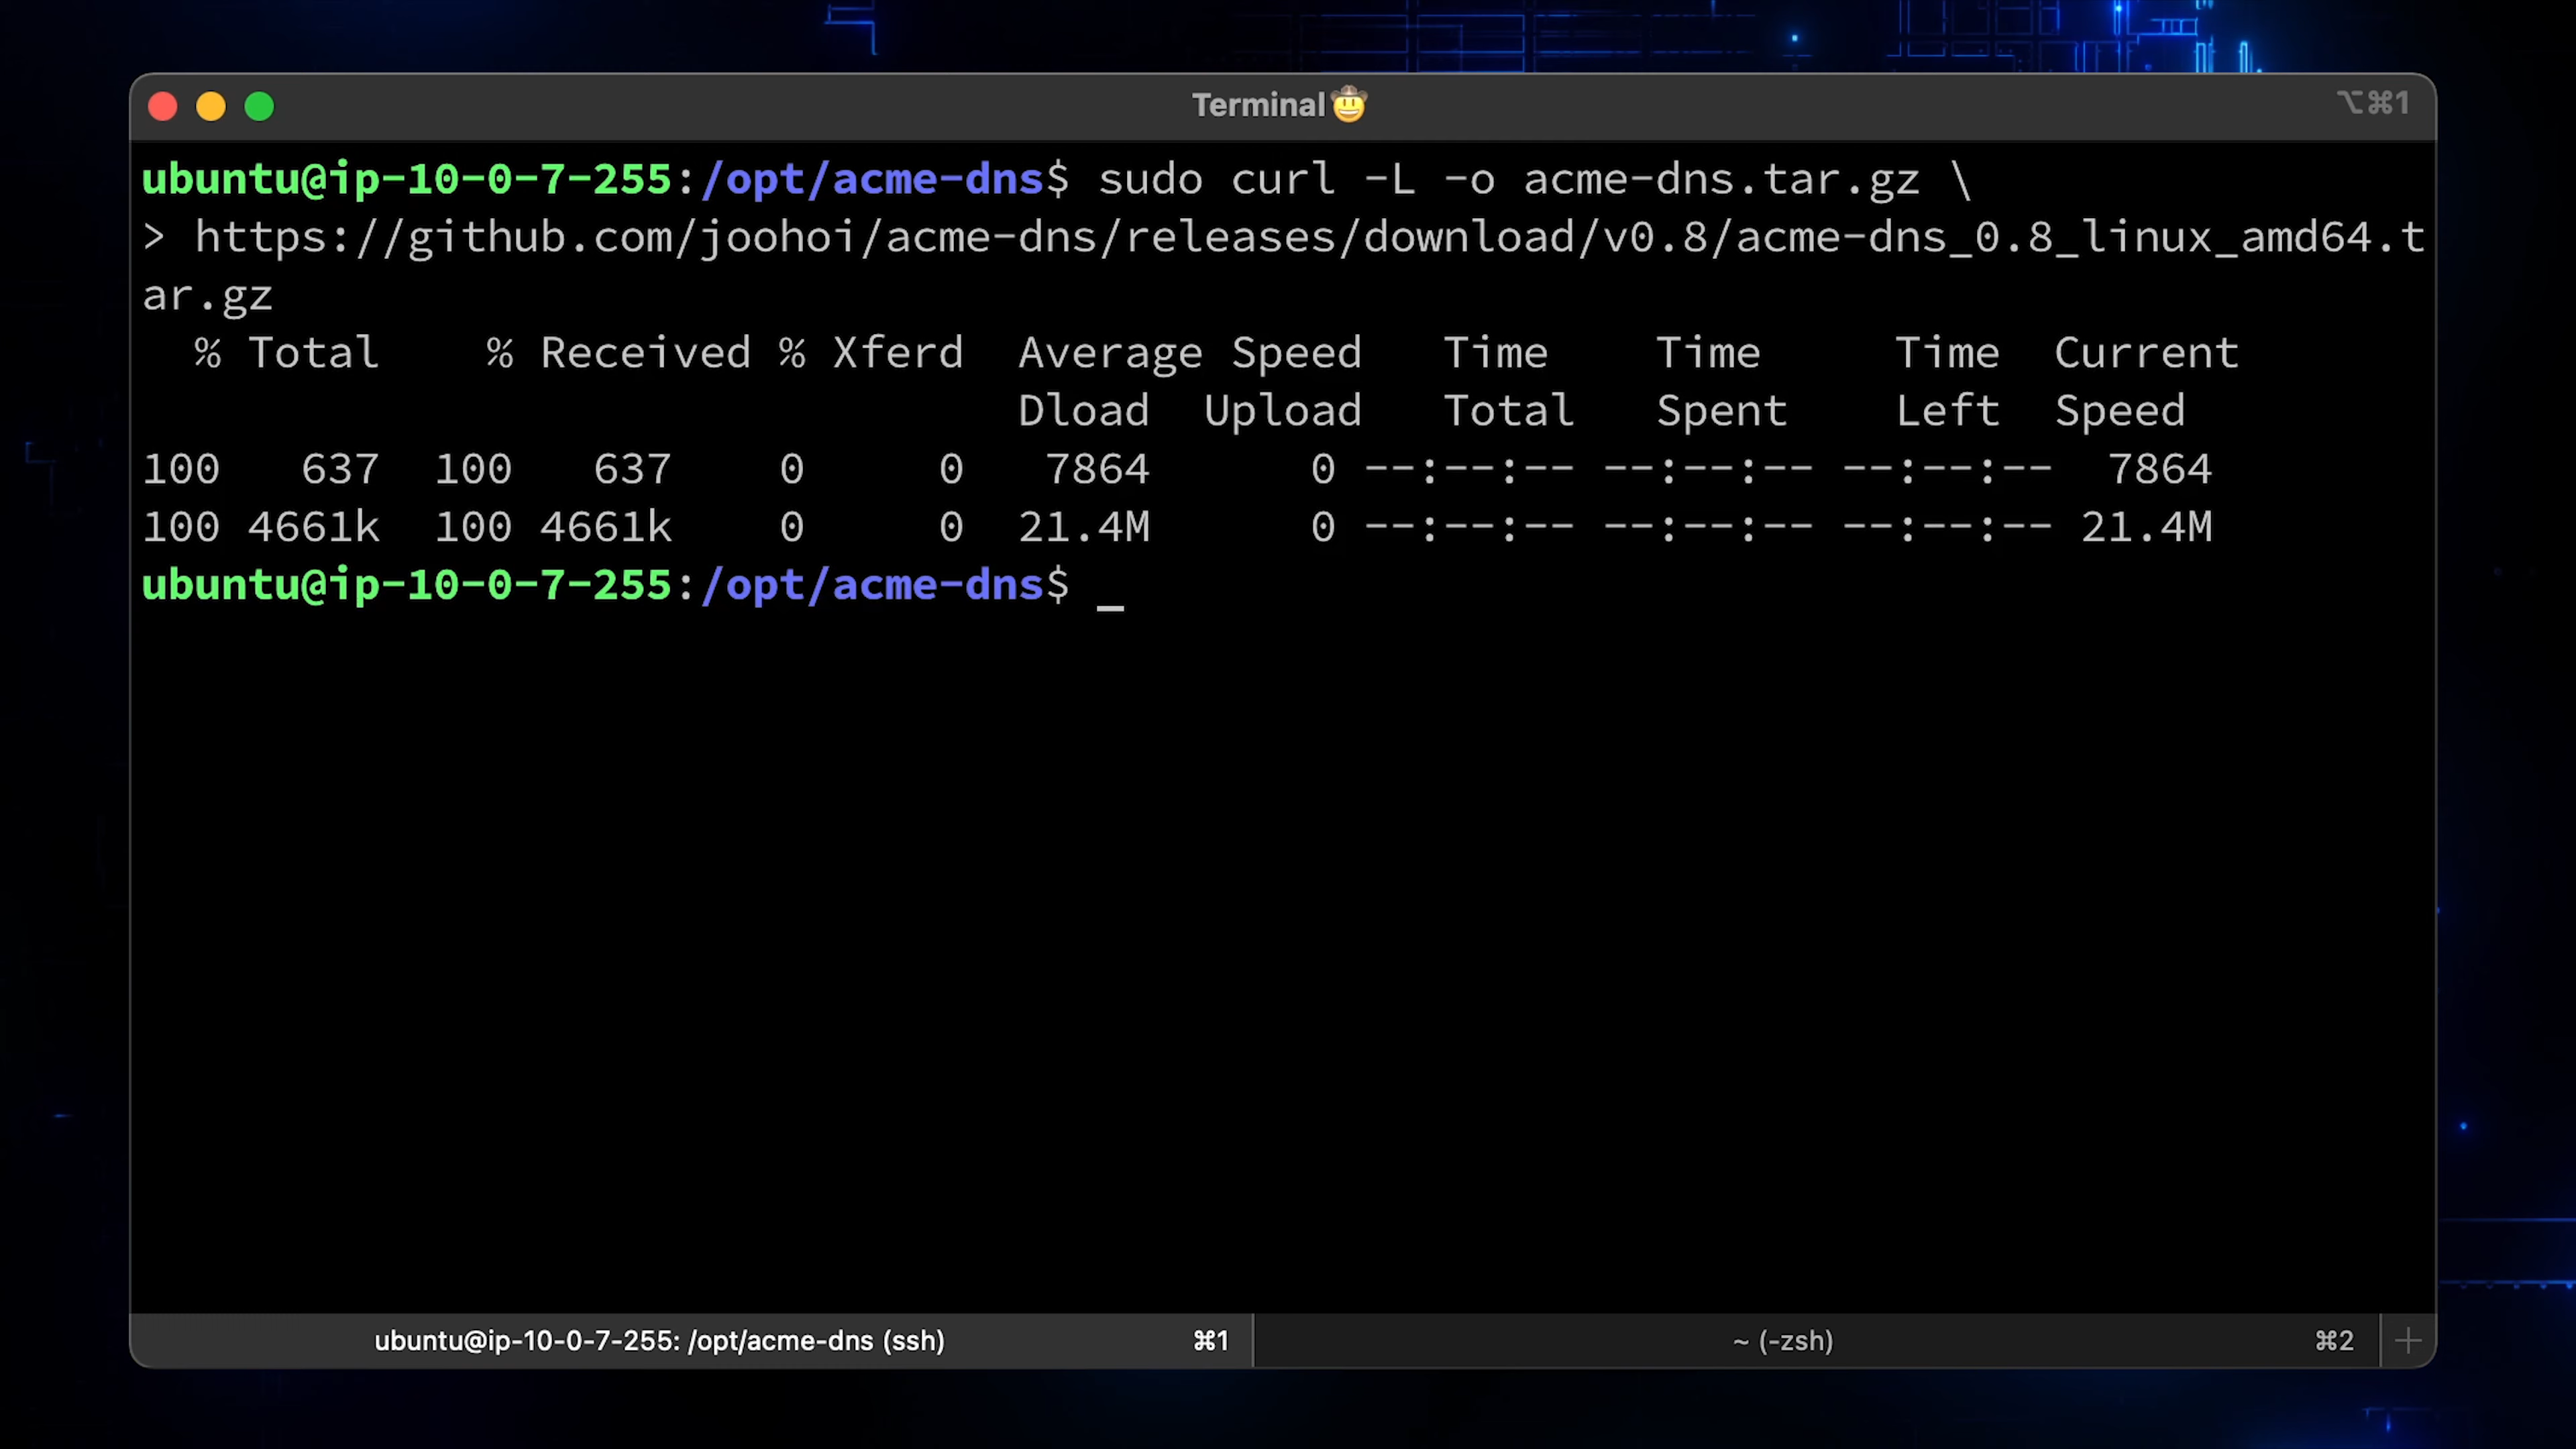 Terminal🤠
⌥⌘1
ubuntu@ip-10-0-7-255:/opt/acme-dns$ sudo curl -L -o acme-dns.tar.gz \
> https://github.com/joohoi/acme-dns/releases/download/v0.8/acme-dns_0.8_linux_amd64.t
ar.gz
  % Total    % Received % Xferd  Average Speed   Time    Time     Time  Current
                                 Dload  Upload   Total   Spent    Left  Speed
100   637  100   637    0     0   7864      0 --:--:-- --:--:-- --:--:--  7864
100 4661k  100 4661k    0     0  21.4M      0 --:--:-- --:--:-- --:--:-- 21.4M
ubuntu@ip-10-0-7-255:/opt/acme-dns$ _
ubuntu@ip-10-0-7-255: /opt/acme-dns (ssh) ⌘1
~ (-zsh) ⌘2 +